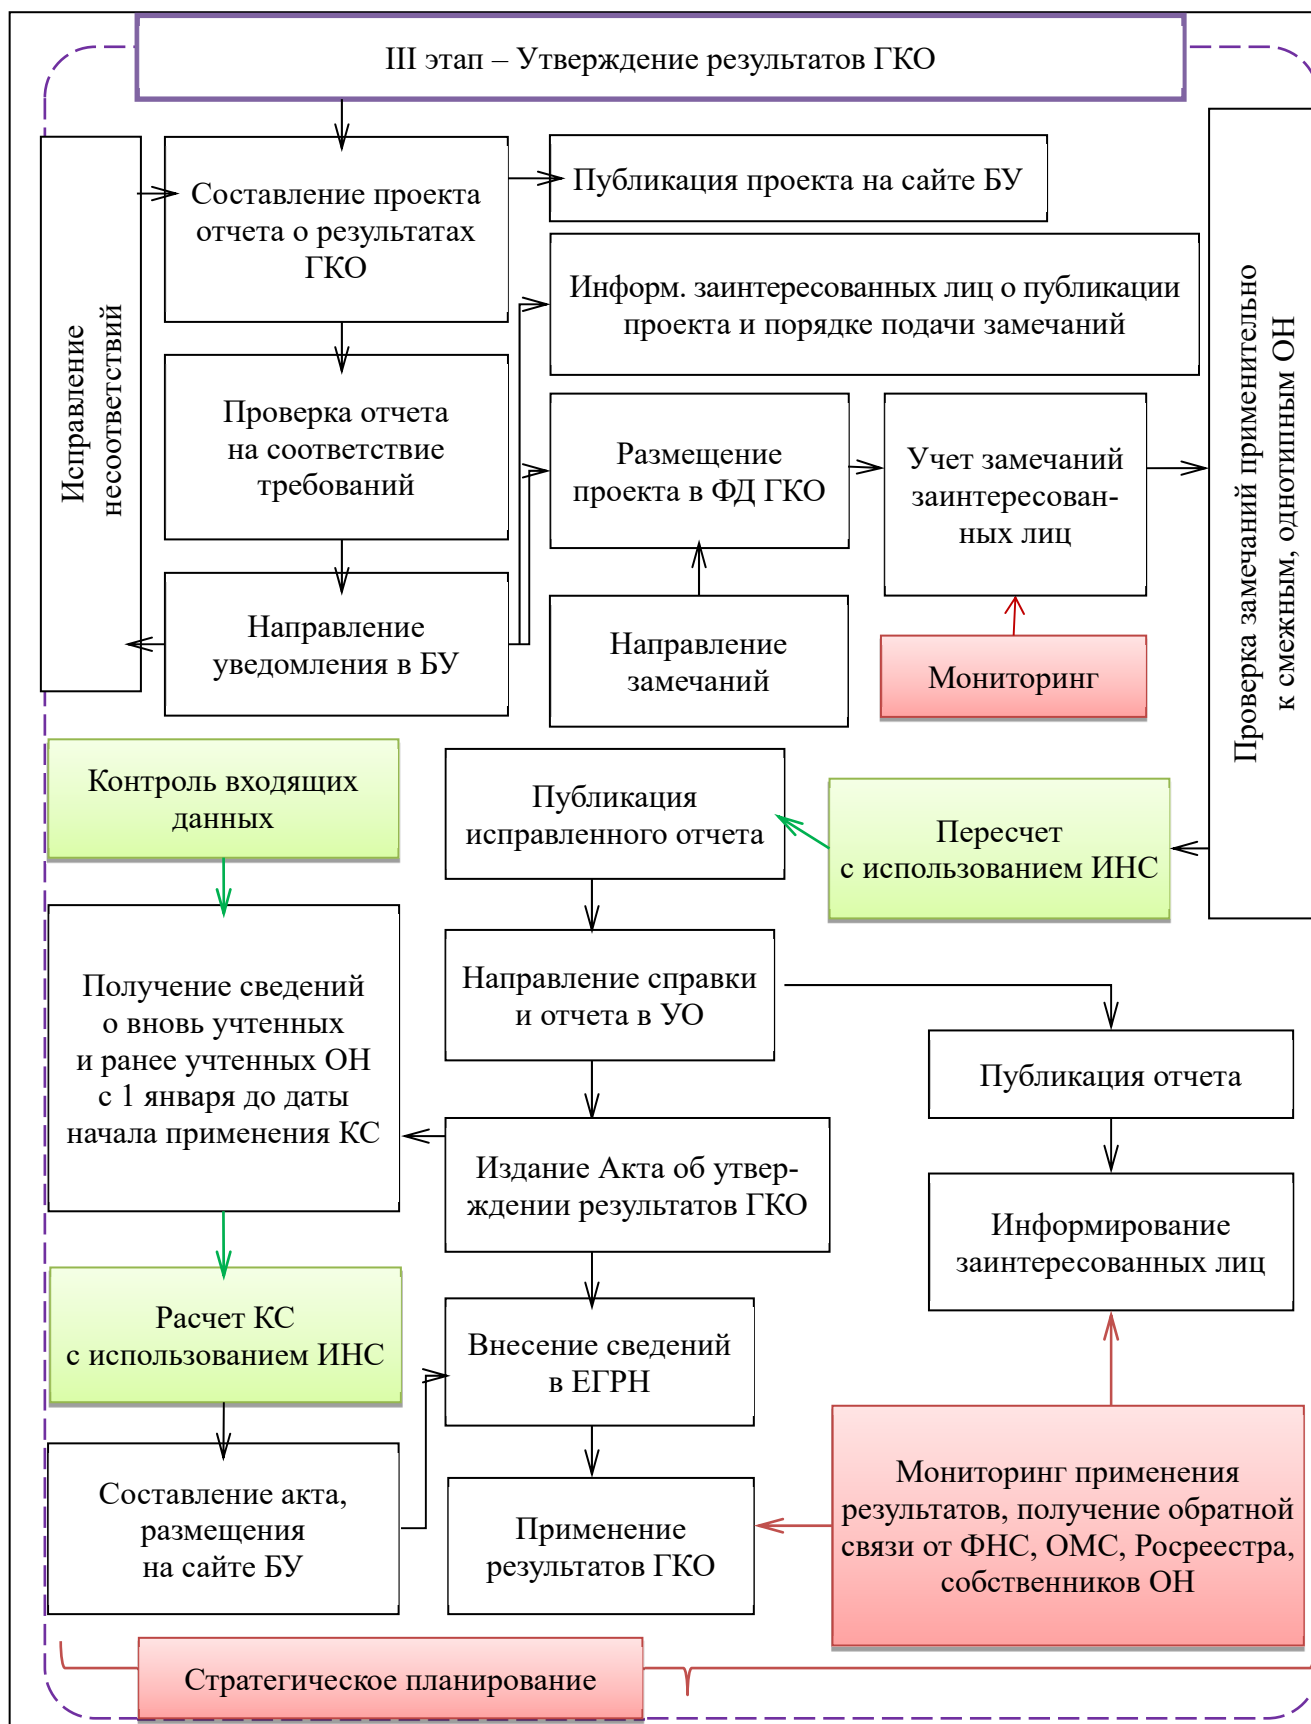 III этап – Утверждение результатов ГКО
Исправление
несоответствий
Составление проекта
отчета о результатах
ГКО
Публикация проекта на сайте БУ
Информ. заинтересованных лиц о публикации
проекта и порядке подачи замечаний
Проверка отчета
на соответствие
требований
Размещение
проекта в ФД ГКО
Учет замечаний
заинтересован-
ных лиц
Проверка замечаний применительно
к смежным, однотипным ОН
Направление
уведомления в БУ
Направление
замечаний
Мониторинг
Контроль входящих
данных
Публикация
исправленного отчета
Пересчет
с использованием ИНС
Получение сведений
о вновь учтенных
и ранее учтенных ОН
с 1 января до даты
начала применения КС
Направление справки
и отчета в УО
Публикация отчета
Издание Акта об утвер-
ждении результатов ГКО
Информирование
заинтересованных лиц
Расчет КС
с использованием ИНС
Внесение сведений
в ЕГРН
Составление акта,
размещения
на сайте БУ
Применение
результатов ГКО
Мониторинг применения
результатов, получение обратной
связи от ФНС, ОМС, Росреестра,
собственников ОН
Стратегическое планирование